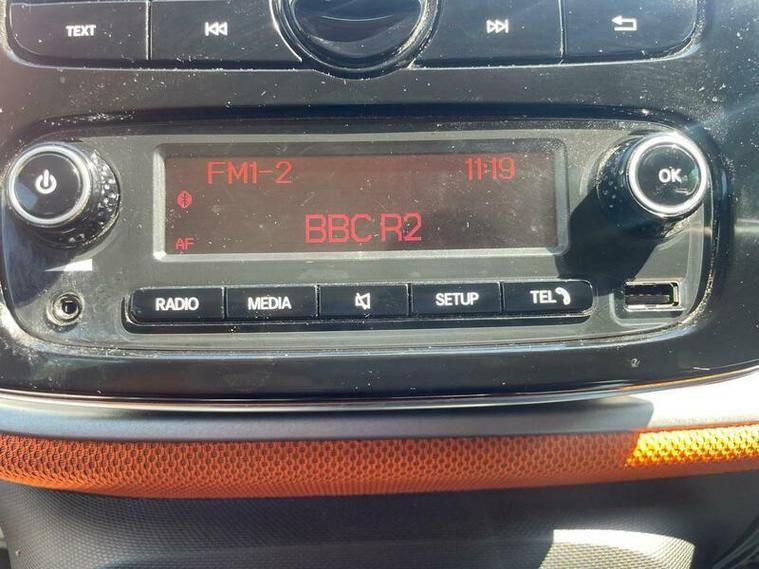 TEXT
FM1-2 11:19
BBC R2
AF
OK
RADIO MEDIA SETUP TEL